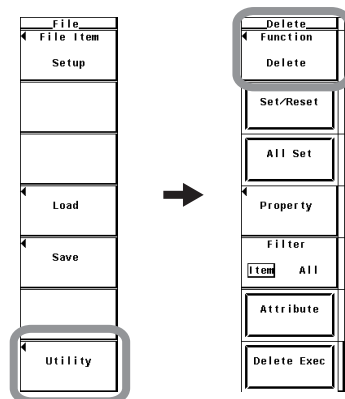 File
File Item
Setup
Load
Save
Utility
Delete
Function
Delete
Set/Reset
All Set
Property
Filter
Item All
Attribute
Delete Exec